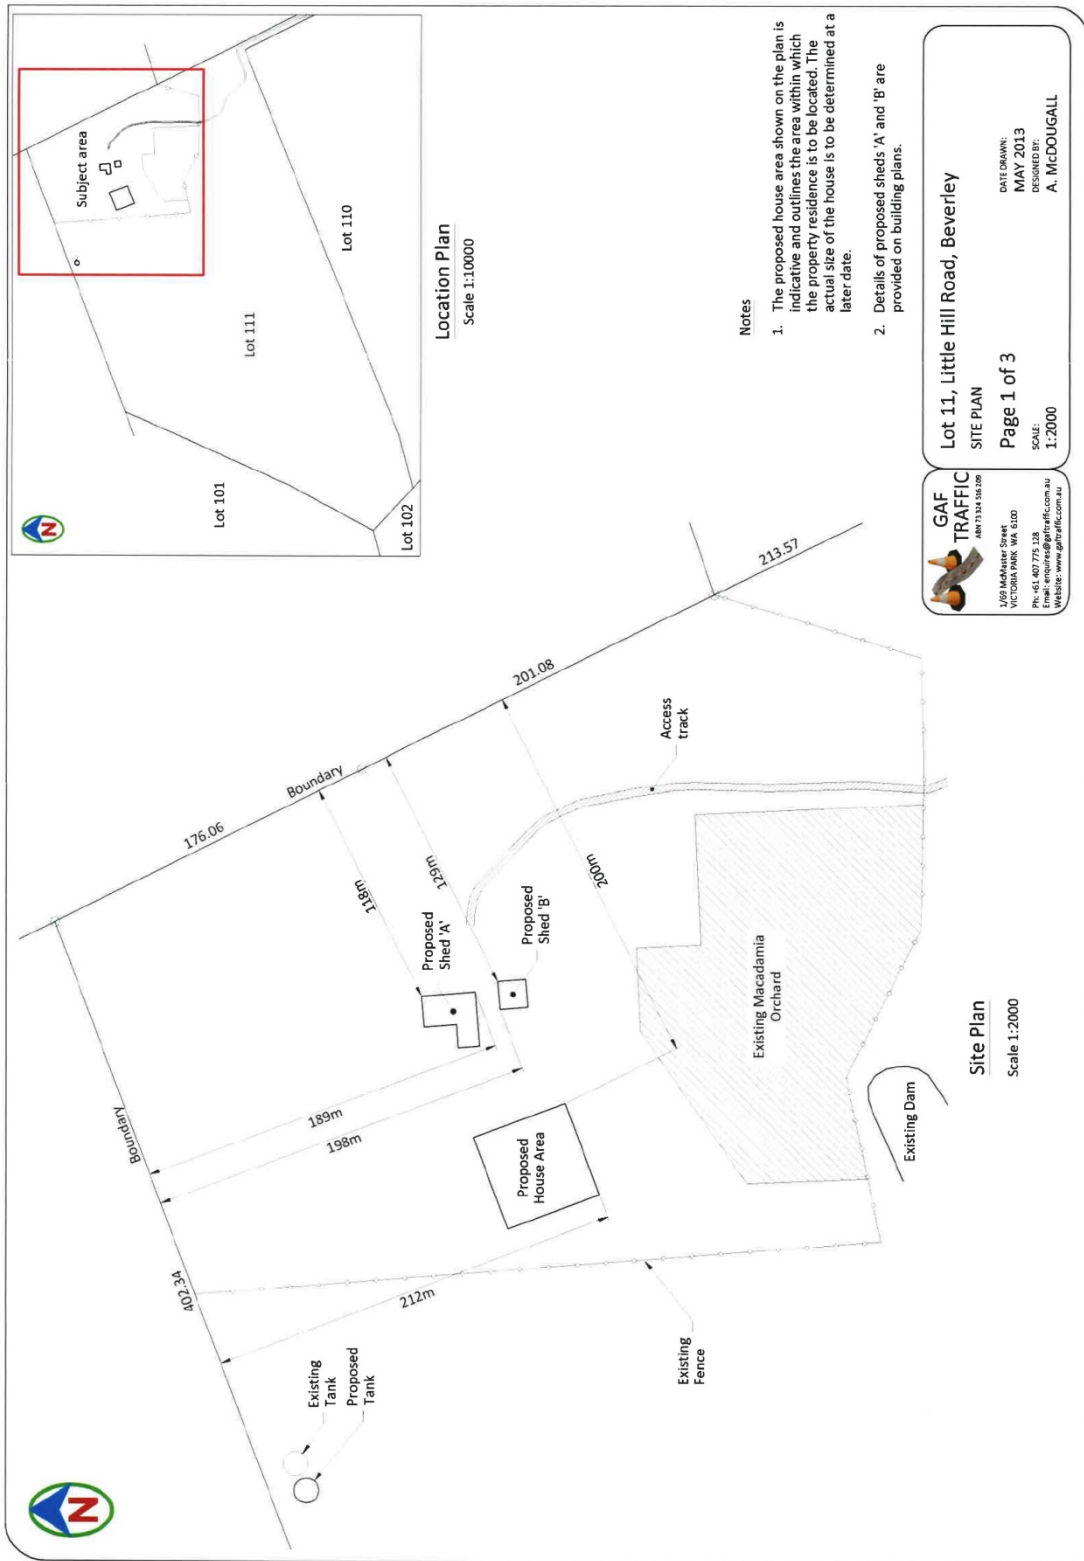 N
Existing
Tank
Proposed
Tank
402.34
Boundary
176.06
Boundary
201.08
213.57
212m
198m
189m
118m
129m
200m
Proposed
House Area
Proposed
Shed 'A'
Proposed
Shed 'B'
Access
track
Existing
Fence
Existing Macadamia
Orchard
Existing Dam
Site Plan
Scale 1:2000
N
Subject area
Lot 101
Lot 111
Lot 110
Lot 102
Location Plan
Scale 1:10000
Notes
1. The proposed house area shown on the plan is
indicative and outlines the area within which
the property residence is to be located. The
actual size of the house is to be determined at a
later date.
2. Details of proposed sheds 'A' and 'B' are
provided on building plans.
GAF
TRAFFIC
ABN 73 324 516 209
1/69 McMaster Street
VICTORIA PARK WA 6100
Ph: +61 407 775 128
Email: enquires@gaftraffic.com.au
Website: www.gaftraffic.com.au
Lot 11, Little Hill Road, Beverley
SITE PLAN
Page 1 of 3
SCALE:
1:2000
DATE DRAWN:
MAY 2013
DESIGNED BY:
A. McDOUGALL